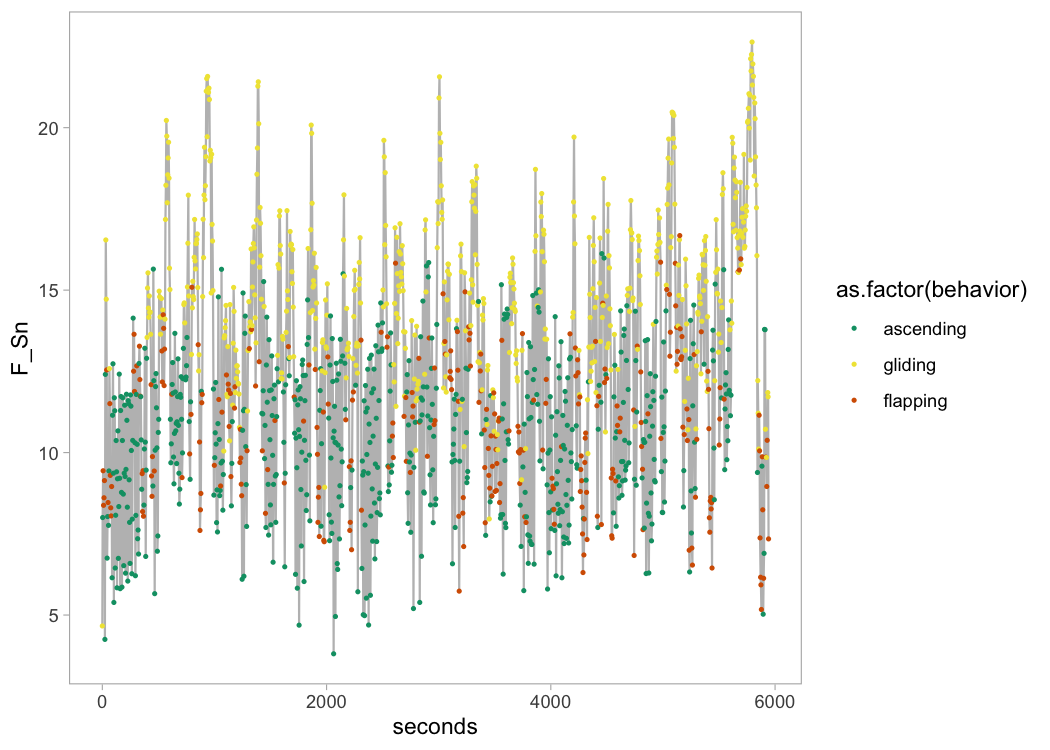 F_Sn
20
15
10
5
0 2000 4000 6000
seconds
as.factor(behavior)
ascending
gliding
flapping